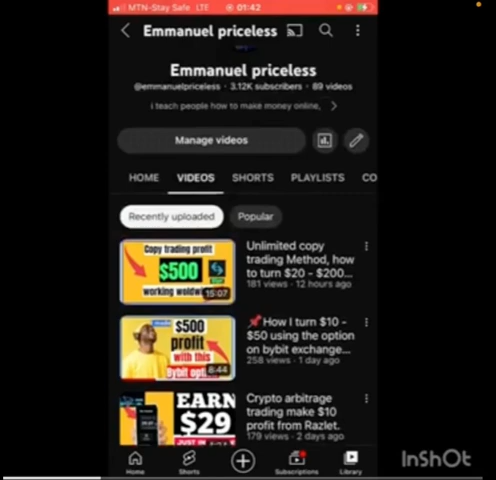 MTN-Stay Safe LTE 01:42
Emmanuel priceless
Emmanuel priceless
@emmanuelpriceless · 3.12K subscribers · 89 videos
i teach people how to make money online,
Manage videos
HOME VIDEOS SHORTS PLAYLISTS CO
Recently uploaded Popular
Copy trading profit
$500
working worldwi
15:07
Unlimited copy
trading Method, how
to turn $20 - $200...
181 views · 12 hours ago
$500
profit
with this
Bybit opti
8:44
📌How I turn $10 -
$50 using the option
on bybit exchange...
258 views · 1 day ago
EARN
$29
Crypto arbitrage
trading make $10
profit from Razlet.
179 views · 2 days ago
Home Shorts Subscriptions Library
InShOt